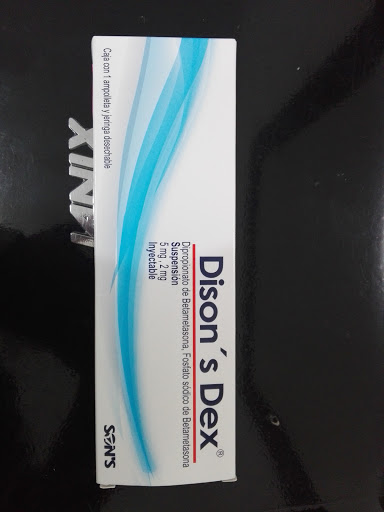 Dison´s Dex®
Dipropionato de Betametasona, Fosfato sódico de Betametasona
Suspensión
5 mg , 2 mg
Inyectable
Caja con 1 ampolleta y jeringa desechable
SON'S